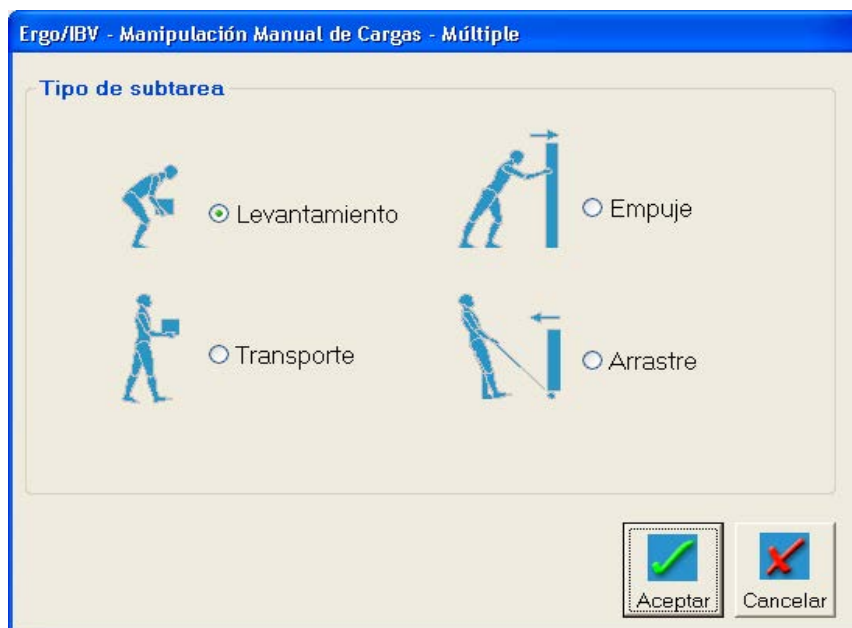 Ergo/IBV - Manipulación Manual de Cargas - Múltiple
Tipo de subtarea
Levantamiento
Empuje
Transporte
Arrastre
Aceptar
Cancelar